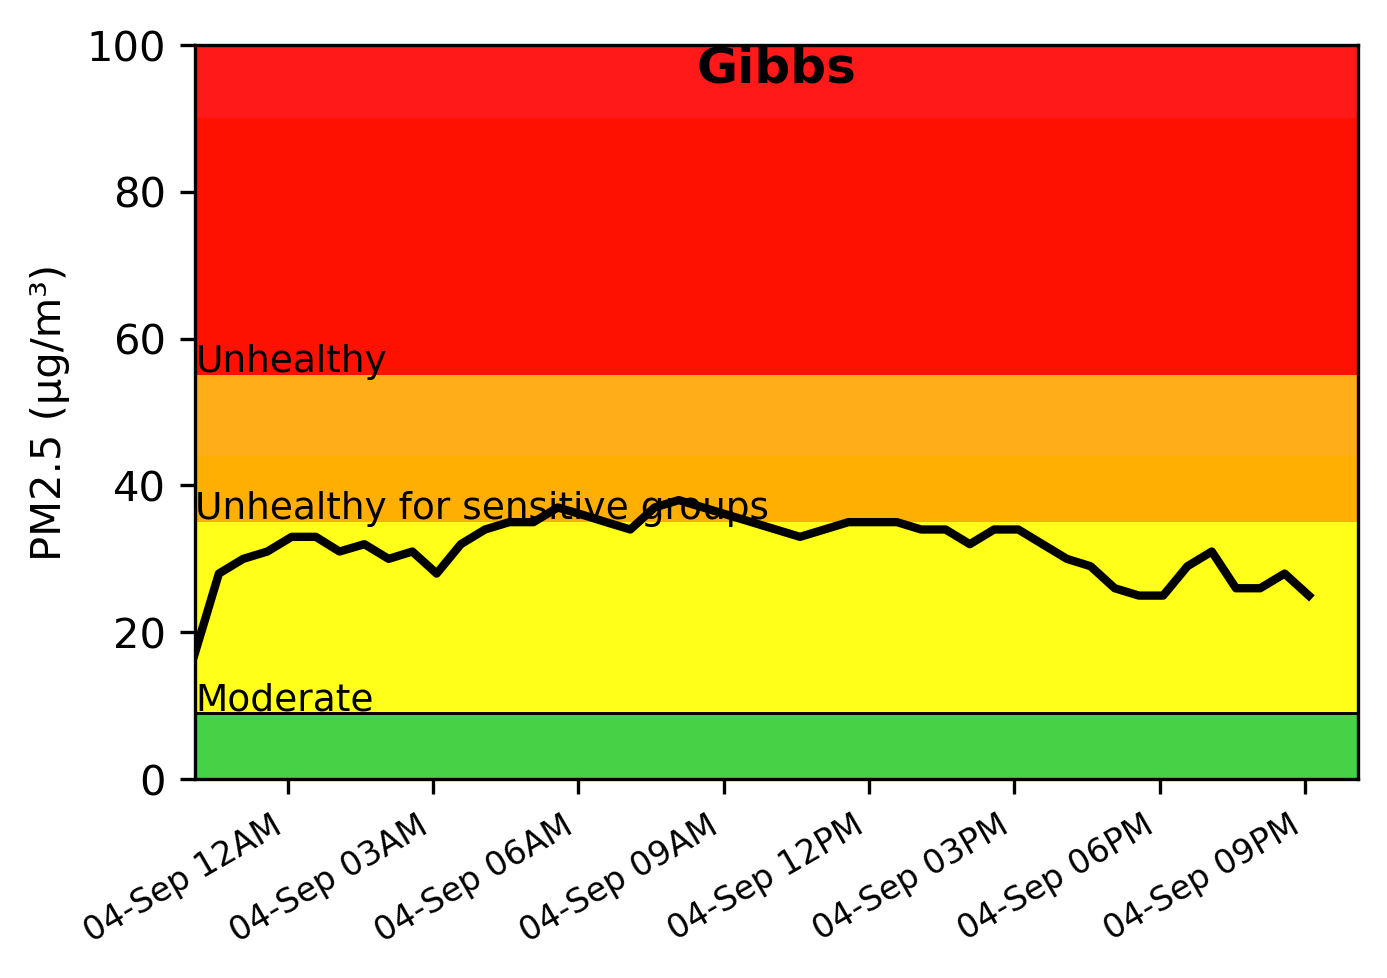 Gibbs
100
80
60
40
20
0
PM2.5 (µg/m³)
Unhealthy
Unhealthy for sensitive groups
Moderate
04-Sep 12AM
04-Sep 03AM
04-Sep 06AM
04-Sep 09AM
04-Sep 12PM
04-Sep 03PM
04-Sep 06PM
04-Sep 09PM